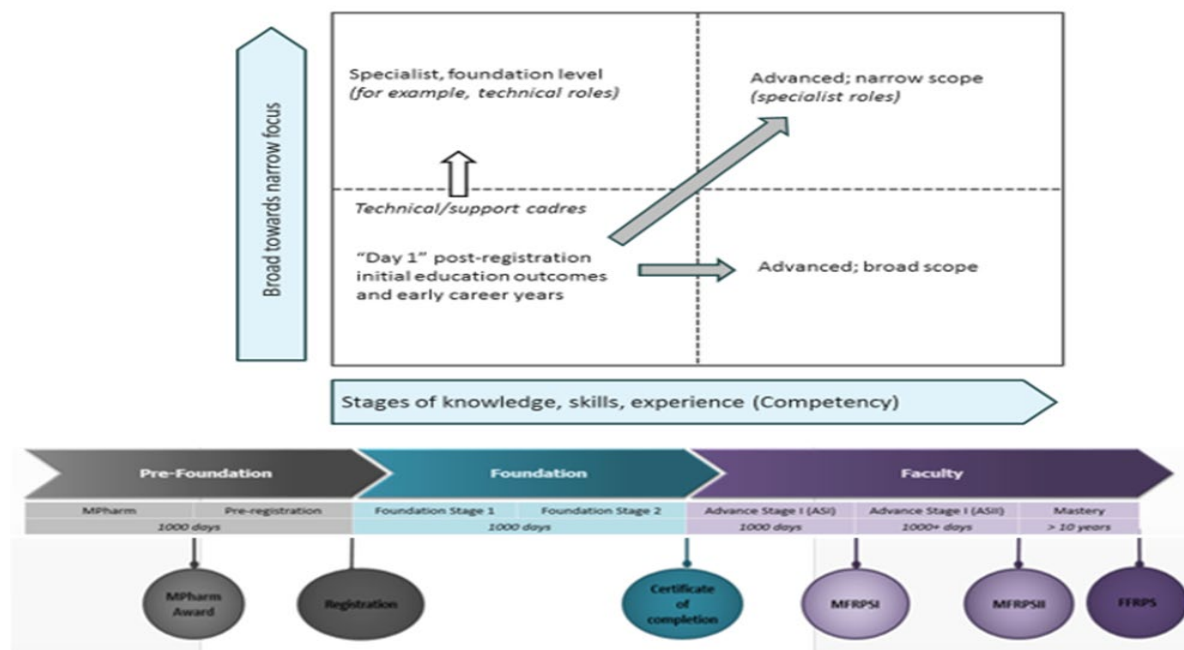 Broad towards narrow focus
Specialist, foundation level
(for example, technical roles)
Advanced; narrow scope
(specialist roles)
Technical/support cadres
“Day 1” post-registration
initial education outcomes
and early career years
Advanced; broad scope
Stages of knowledge, skills, experience (Competency)
Pre-Foundation
Foundation
Faculty
MPharm
Pre-registration
Foundation Stage 1
Foundation Stage 2
Advance Stage I (ASI)
Advance Stage I (ASII)
Mastery
1000 days
1000 days
1000 days
1000+ days
> 10 years
MPharm
Award
Registration
Certificate
of
completion
MFRPSI
MFRPSII
FFRPS